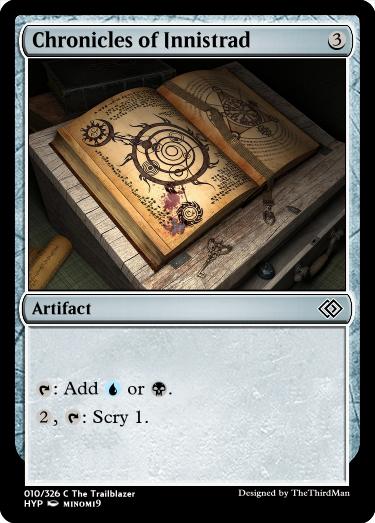 Chronicles of Innistrad 3
Artifact
: Add or .
2 , : Scry 1.
010/326 C The Trailblazer
HYP MINOMI9
Designed by TheThirdMan